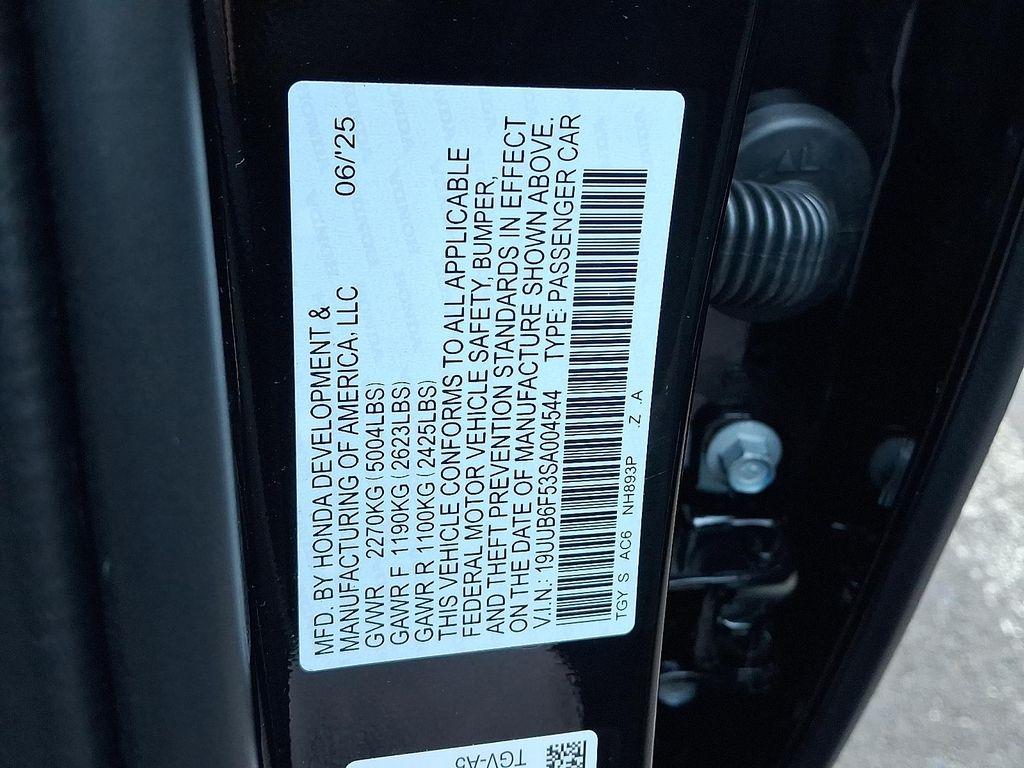 MFD. BY HONDA DEVELOPMENT &
MANUFACTURING OF AMERICA, LLC 06/'25
GVWR 2270KG (5004LBS)
GAWR F 1190KG (2623LBS)
GAWR R 1100KG (2425LBS)
THIS VEHICLE CONFORMS TO ALL APPLICABLE
FEDERAL MOTOR VEHICLE SAFETY, BUMPER,
AND THEFT PREVENTION STANDARDS IN EFFECT
ON THE DATE OF MANUFACTURE SHOWN ABOVE.
V.I.N.: 19UUB6F53SA004544 TYPE: PASSENGER CAR
TGY S AC6 NH893P .Z .A
TGV-A5